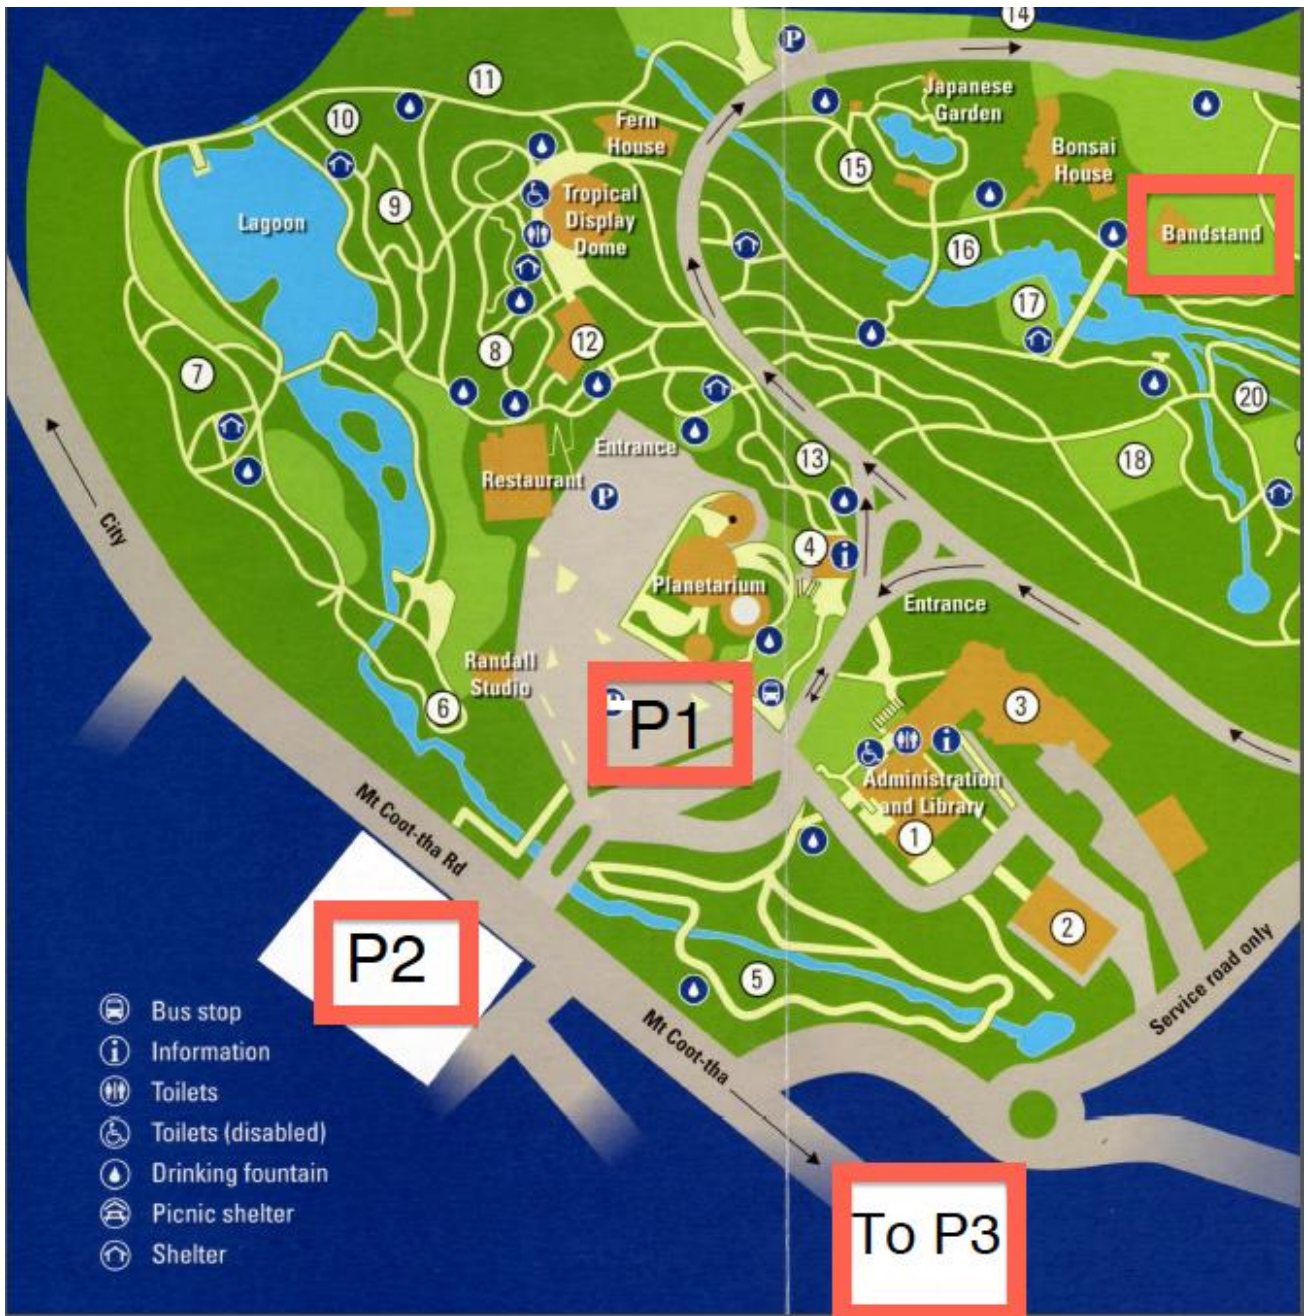 14
P
11
Japanese
Garden
10
Fern
House
Bonsai
House
15
Tropical
Display
Dome
9
Lagoon
16
Bandstand
17
8
12
7
20
Entrance
13
18
Restaurant
P
City
4
i
Planetarium
Entrance
Randall
Studio
6
3
P1
i
Administration
and Library
Mt Coot-tha Rd
1
2
P2
5
Service road only
Mt Coot-tha
Bus stop
i Information
Toilets
Toilets (disabled)
Drinking fountain
Picnic shelter
Shelter
To P3